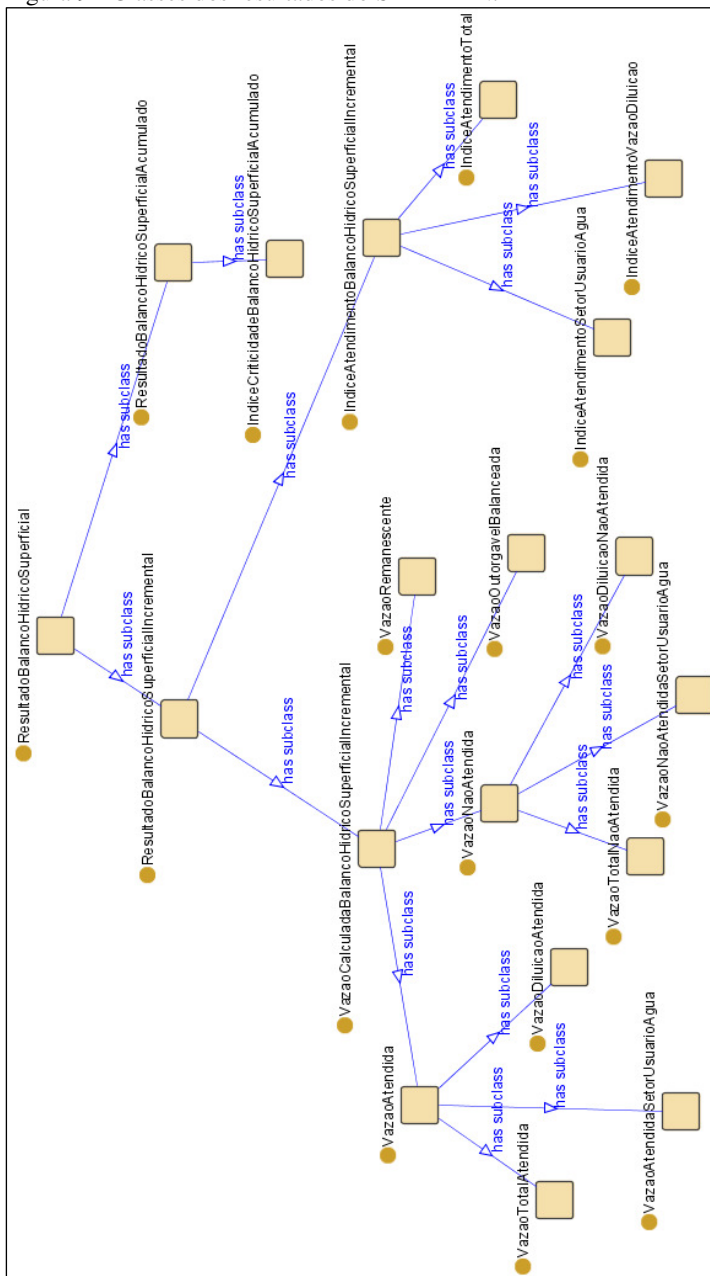 ResultadoBalancoHidricoSuperficial
has subclass
has subclass
ResultadoBalancoHidricoSuperficialAcumulado
has subclass
IndiceCriticidadeBalancoHidricoSuperficialAcumulado
ResultadoBalancoHidricoSuperficialIncremental
has subclass
has subclass
IndiceAtendimentoBalancoHidricoSuperficialIncremental
has subclass
has subclass
has subclass
IndiceAtendimentoTotal
IndiceAtendimentoVazaoDiluicao
IndiceAtendimentoSetorUsuarioAgua
VazaoCalculadaBalancoHidricoSuperficialIncremental
has subclass
has subclass
has subclass
has subclass
VazaoRemanescente
VazaoOutorgavelBalanceada
VazaoNaoAtendida
has subclass
has subclass
has subclass
VazaoDiluicaoNaoAtendida
VazaoNaoAtendidaSetorUsuarioAgua
VazaoTotalNaoAtendida
VazaoAtendida
has subclass
has subclass
has subclass
VazaoDiluicaoAtendida
VazaoAtendidaSetorUsuarioAgua
VazaoTotalAtendida